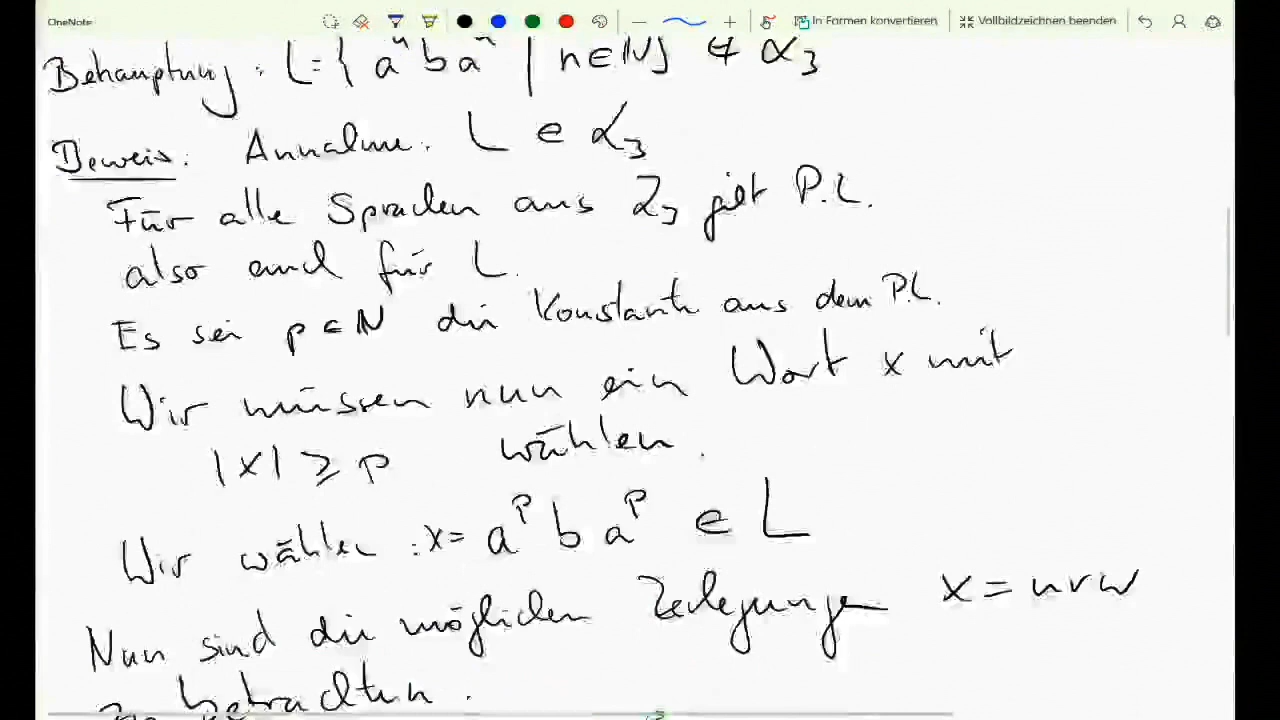 OneNote
In Formen konvertieren
Vollbildzeichnen beenden
Behauptung: L = { aⁿ b aⁿ | n ∈ ℕ } ∉ ℒ₃
Beweis: Annahme: L ∈ ℒ₃
Für alle Sprachen aus ℒ₃ gilt P.L.
also auch für L.
Es sei p ∈ ℕ die Konstante aus dem P.L.
Wir müssen nun ein Wort x mit
|x| ≥ p wählen.
Wir wählen: x = aᵖ b aᵖ ∈ L
Nun sind die möglichen Zerlegungen x = uvw
zu betrachten.